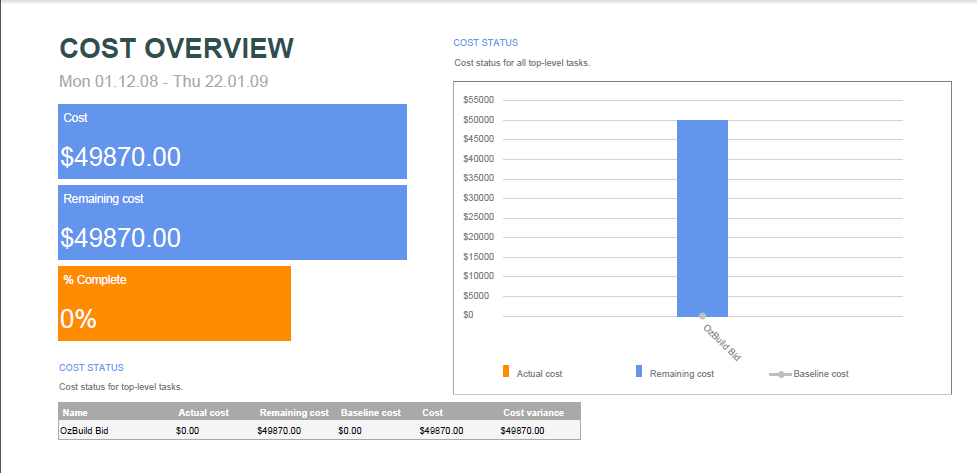 COST OVERVIEW
Mon 01.12.08 - Thu 22.01.09
Cost
$49870.00
Remaining cost
$49870.00
% Complete
0%
COST STATUS
Cost status for top-level tasks.
Name Actual cost Remaining cost Baseline cost Cost Cost variance
OzBuild Bid $0.00 $49870.00 $0.00 $49870.00 $49870.00
COST STATUS
Cost status for all top-level tasks.
$55000
$50000
$45000
$40000
$35000
$30000
$25000
$20000
$15000
$10000
$5000
$0
OzBuild Bid
Actual cost Remaining cost Baseline cost